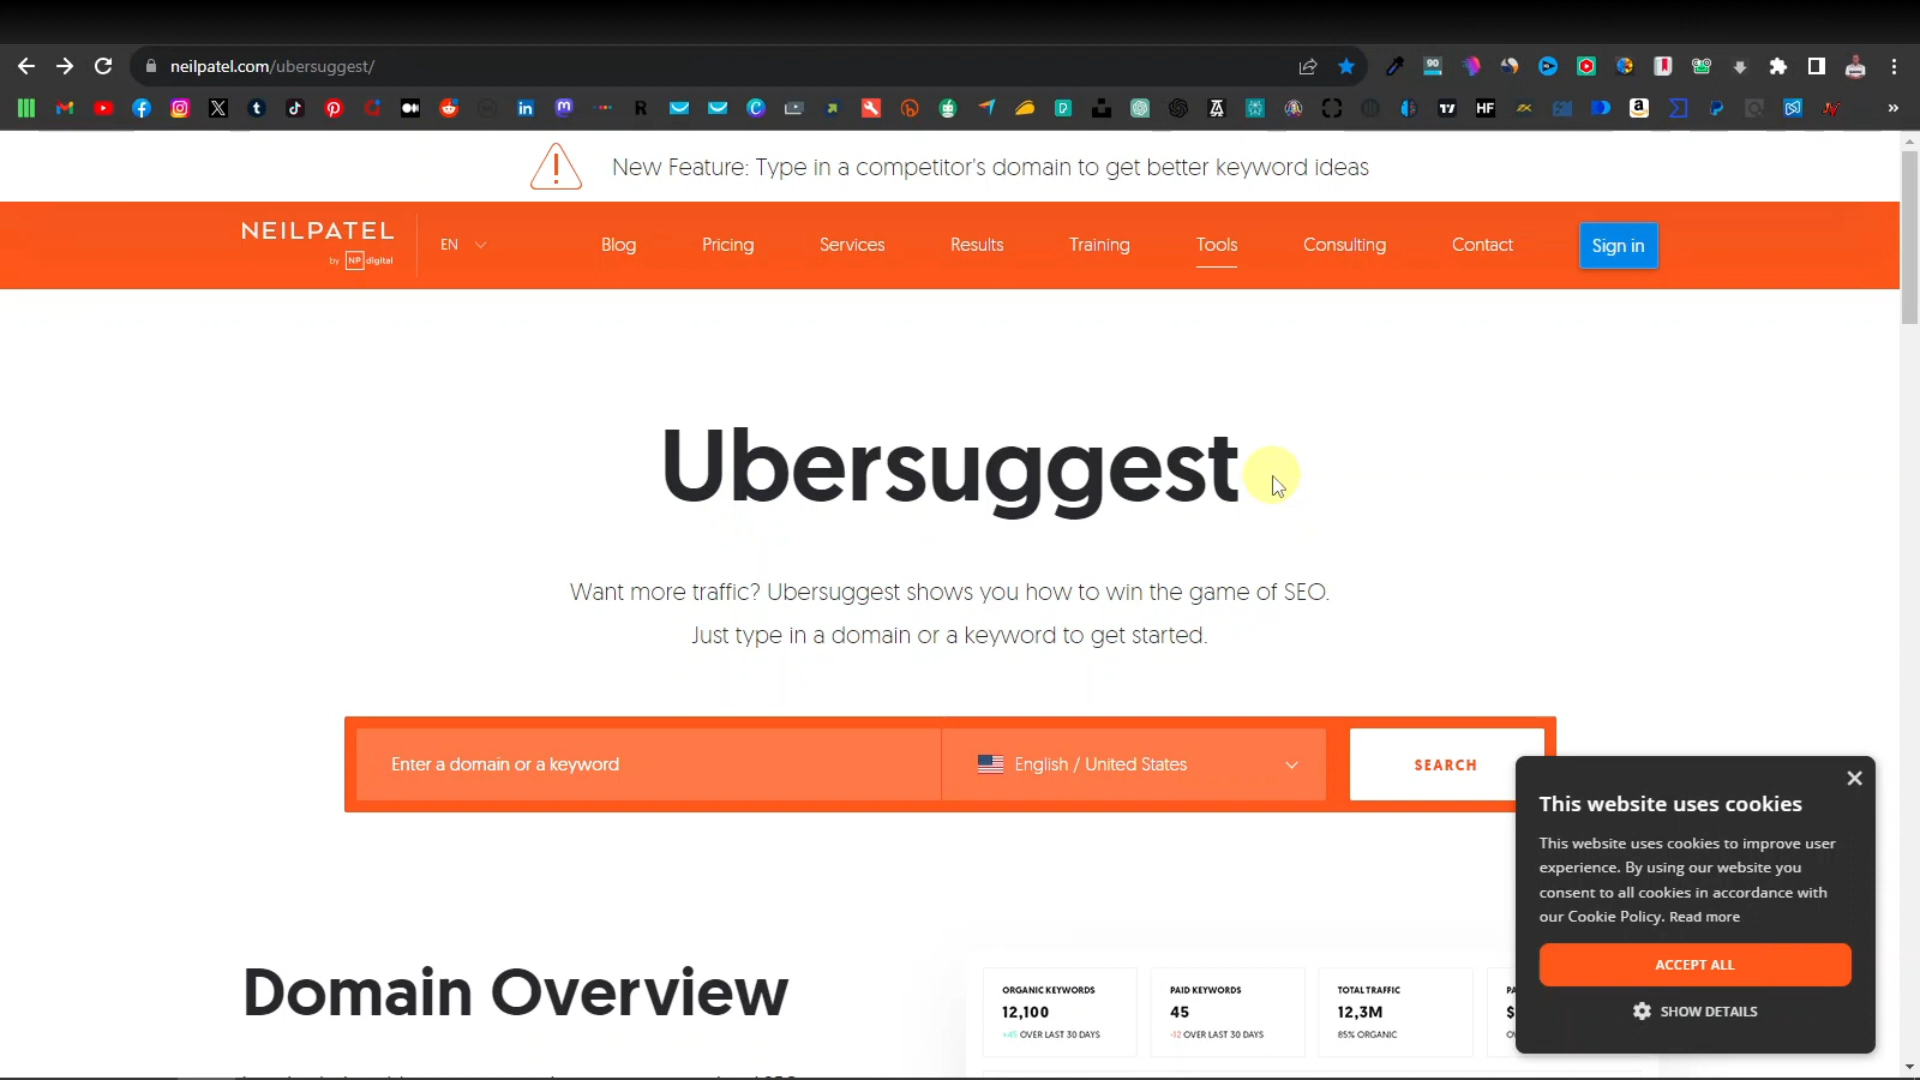 neilpatel.com/ubersuggest/
New Feature: Type in a competitor's domain to get better keyword ideas
NEILPATEL
by NP digital
EN
Blog
Pricing
Services
Results
Training
Tools
Consulting
Contact
Sign in
Ubersuggest
Want more traffic? Ubersuggest shows you how to win the game of SEO.
Just type in a domain or a keyword to get started.
Enter a domain or a keyword
English / United States
SEARCH
This website uses cookies
This website uses cookies to improve user
experience. By using our website you
consent to all cookies in accordance with
our Cookie Policy. Read more
ACCEPT ALL
SHOW DETAILS
Domain Overview
ORGANIC KEYWORDS
12,100
+45 OVER LAST 30 DAYS
PAID KEYWORDS
45
-12 OVER LAST 30 DAYS
TOTAL TRAFFIC
12,3M
85% ORGANIC